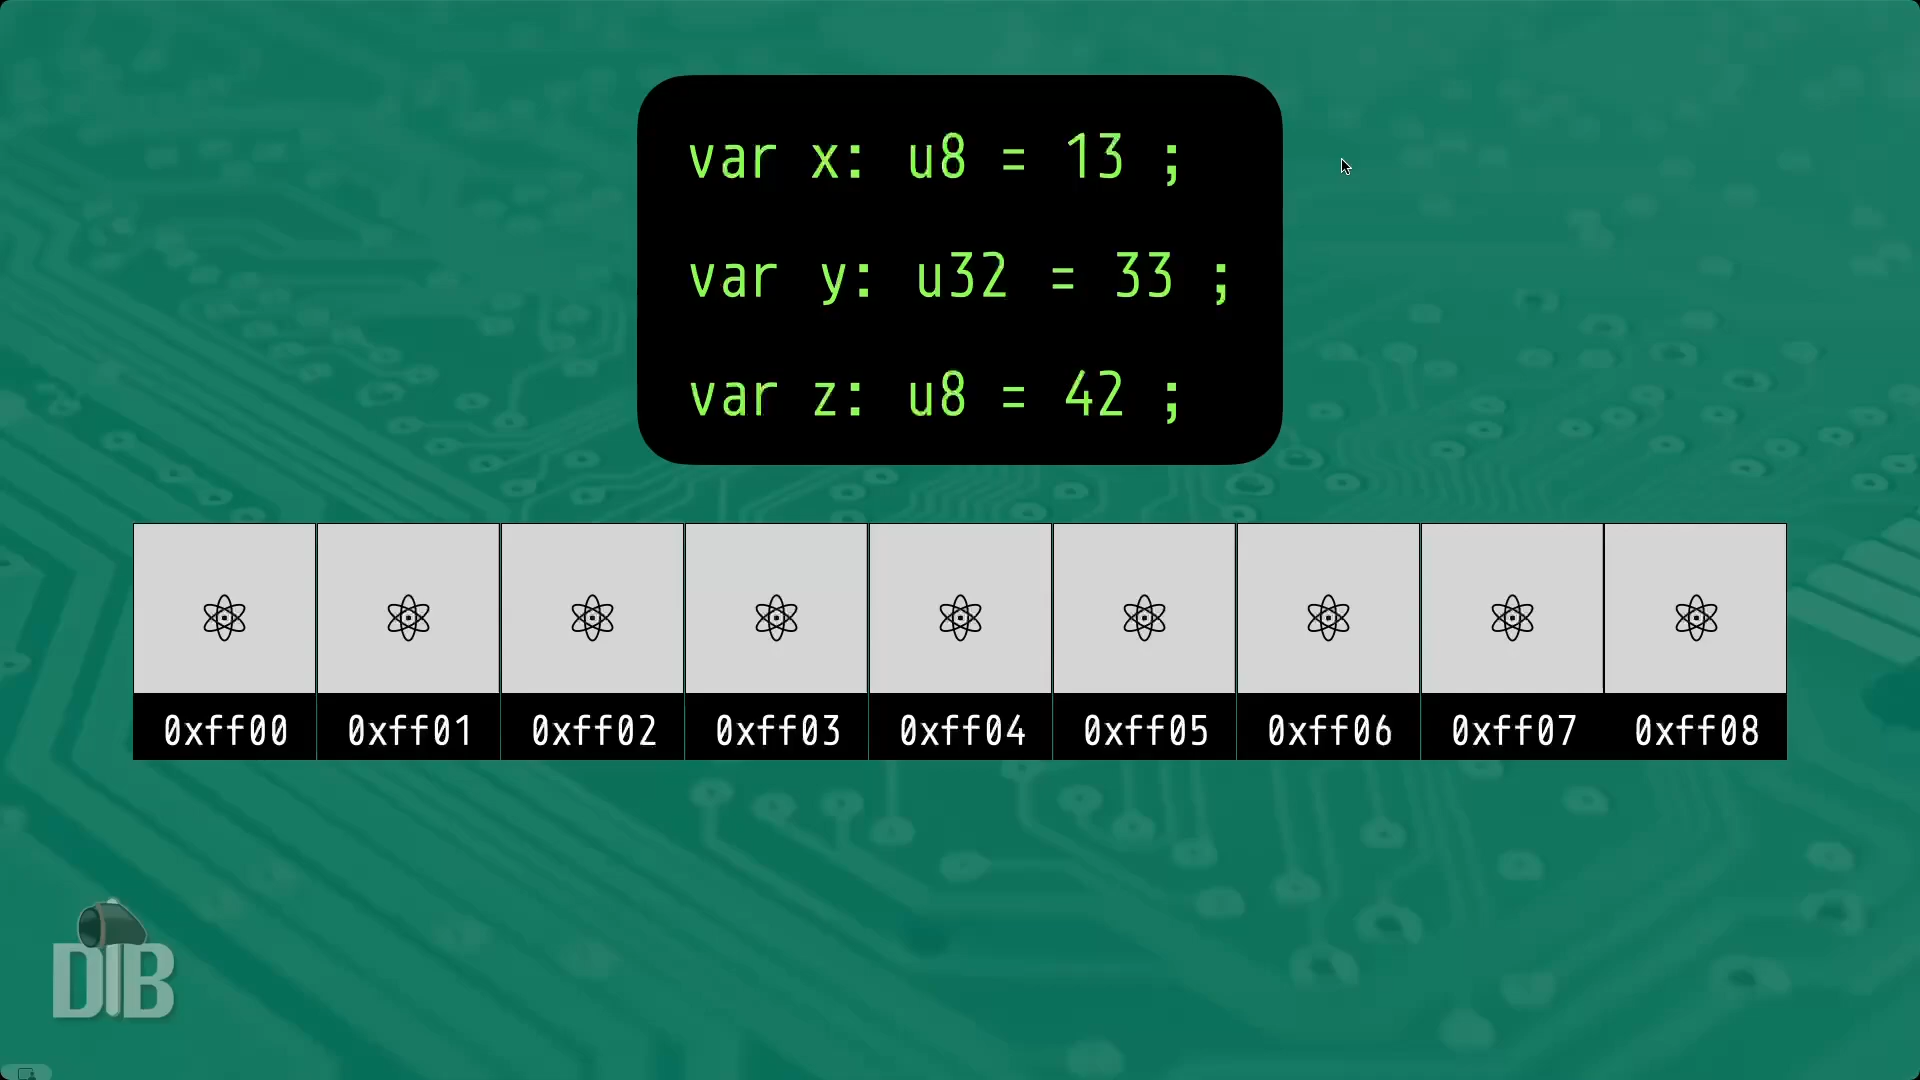 var x: u8 = 13 ;
var y: u32 = 33 ;
var z: u8 = 42 ;
0xff00 0xff01 0xff02 0xff03 0xff04 0xff05 0xff06 0xff07 0xff08
DIB